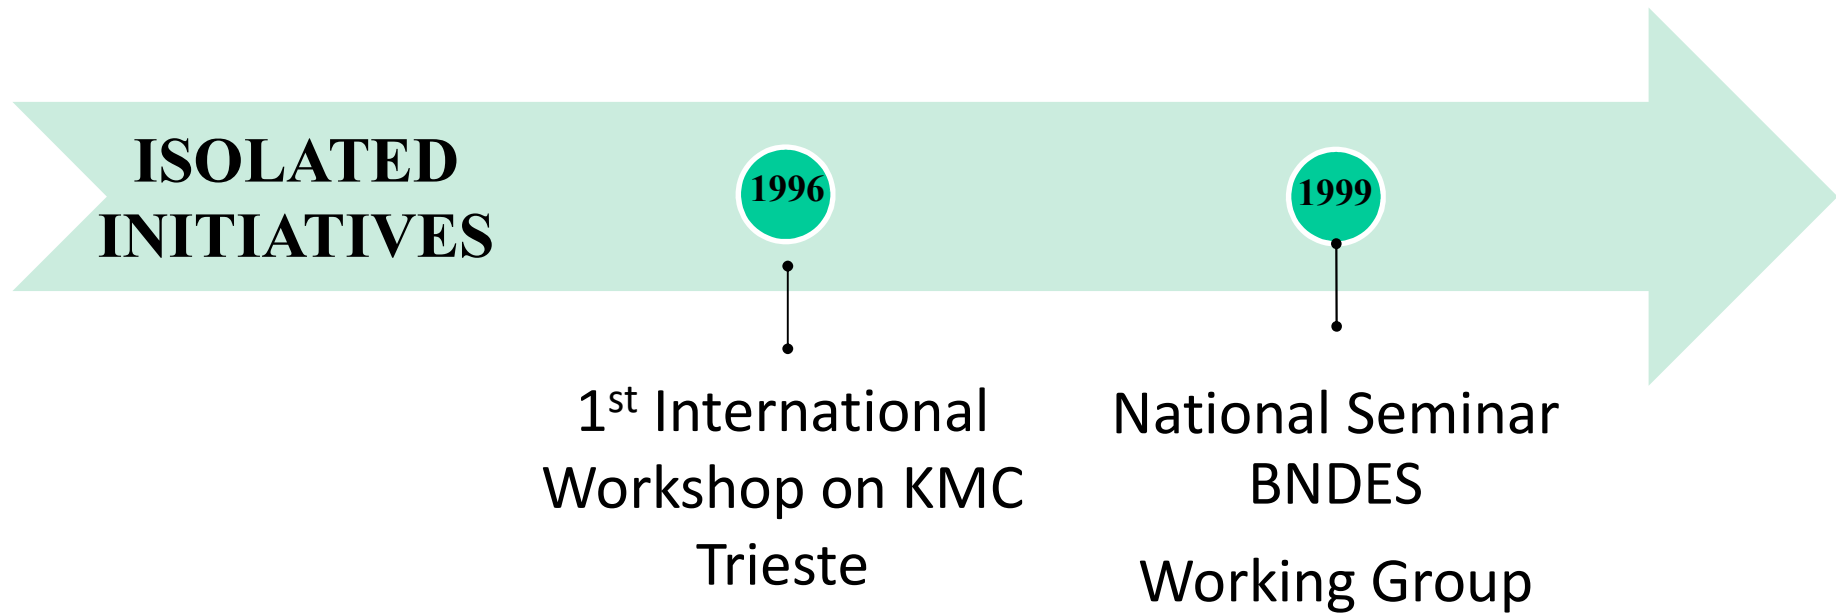 ISOLATED
INITIATIVES
1996
1999
1st International
Workshop on KMC
Trieste
National Seminar
BNDES
Working Group